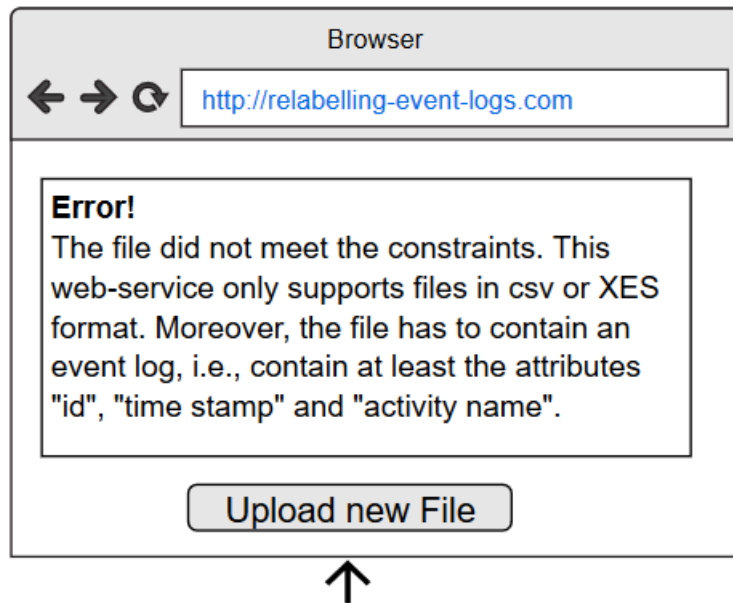 Browser
http://relabelling-event-logs.com
Error!
The file did not meet the constraints. This
web-service only supports files in csv or XES
format. Moreover, the file has to contain an
event log, i.e., contain at least the attributes
"id", "time stamp" and "activity name".
Upload new File